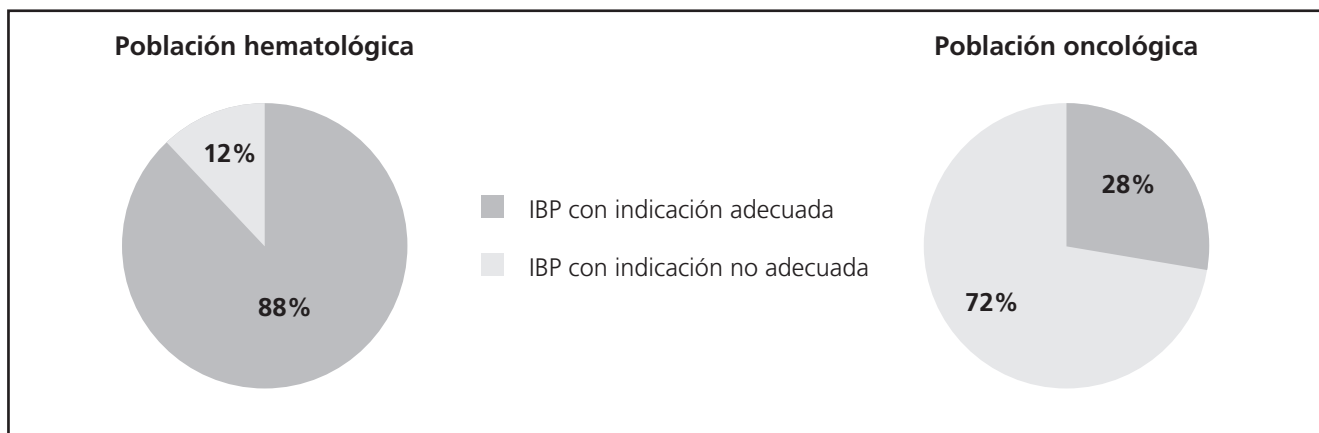 Población hematológica
Población oncológica
12%
88%
IBP con indicación adecuada
IBP con indicación no adecuada
28%
72%